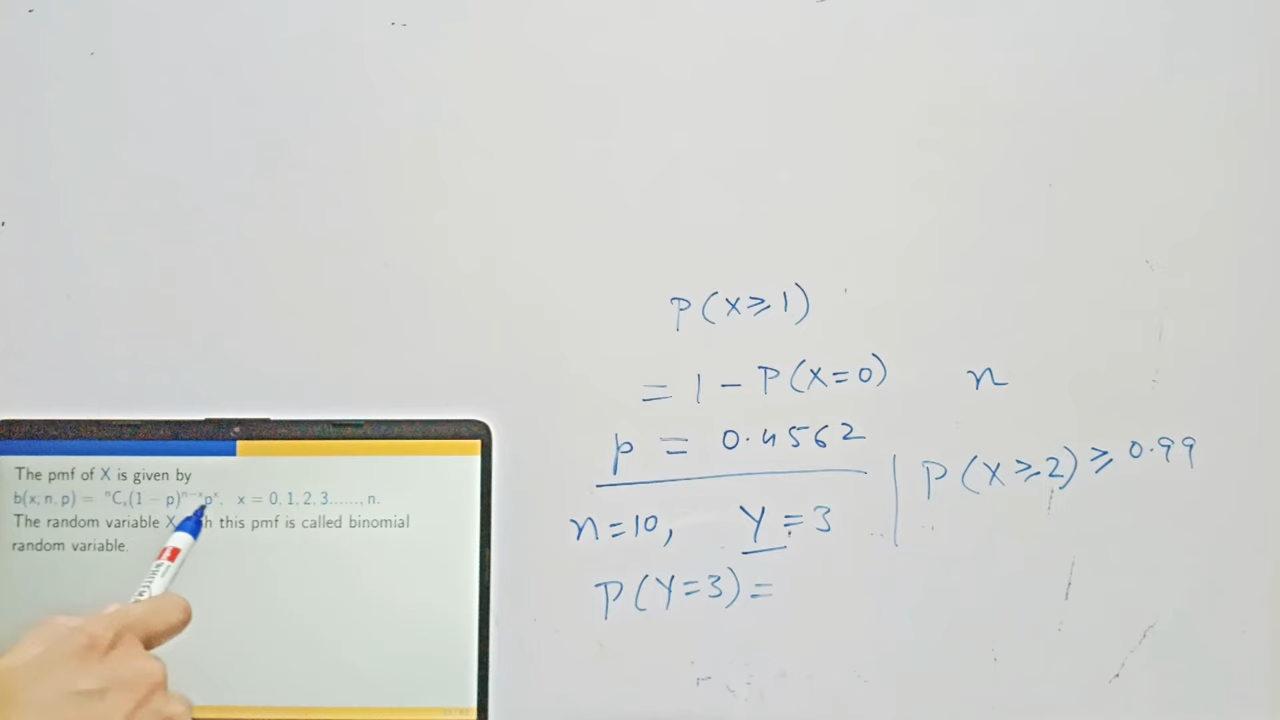 The pmf of X is given by
b(x; n, p) = ⁿCₓ(1 − p)ⁿ⁻ˣpˣ, x = 0, 1, 2, 3......, n.
The random variable X this pmf is called binomial
random variable.
P(X≥1)
= 1 − P(X=0) n
p = 0.4562
P(X≥2) ≥ 0.99
n=10, Y=3
P(Y=3) =